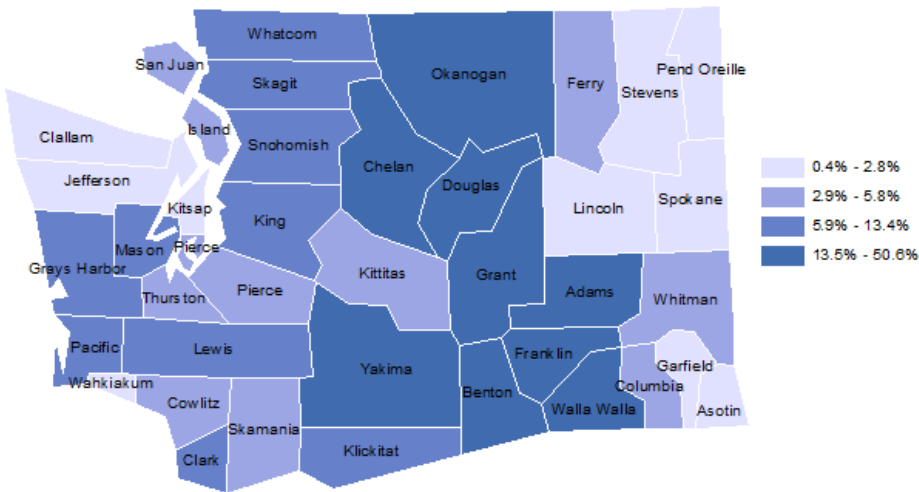 Whatcom
San Juan
Okanogan
Ferry
Pend Oreille
Stevens
Skagit
Island
Clallam
Snohomish
Chelan
Jefferson
Douglas
Kitsap
King
Lincoln
Spokane
Mason
Pierce
Grays Harbor
Kittitas
Grant
Thurston
Pierce
Adams
Whitman
Pacific
Lewis
Yakima
Franklin
Garfield
Wahkiakum
Cowlitz
Benton
Columbia
Skamania
Walla Walla
Asotin
Clark
Klickitat
0.4% - 2.8%
2.9% - 5.8%
5.9% - 13.4%
13.5% - 50.6%